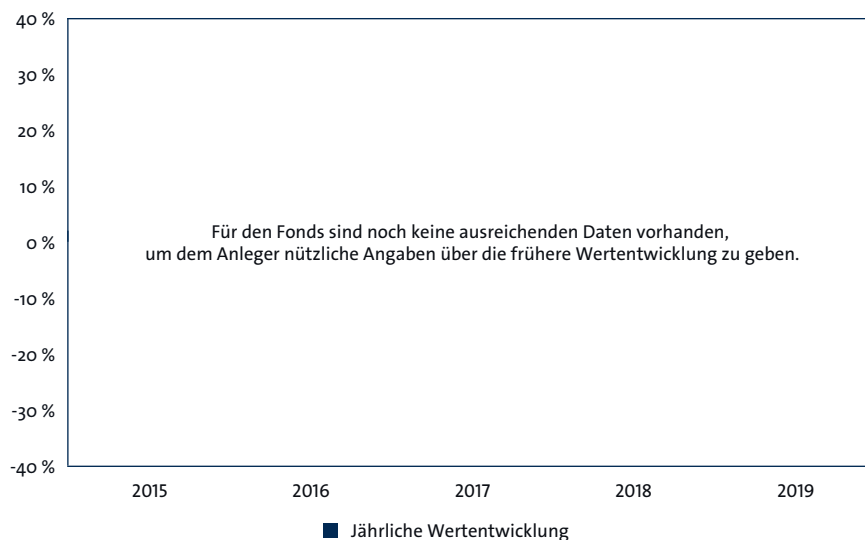 40 %
30 %
20 %
10 %
0 %
-10 %
-20 %
-30 %
-40 %
Für den Fonds sind noch keine ausreichenden Daten vorhanden,
um dem Anleger nützliche Angaben über die frühere Wertentwicklung zu geben.
2015 2016 2017 2018 2019
Jährliche Wertentwicklung